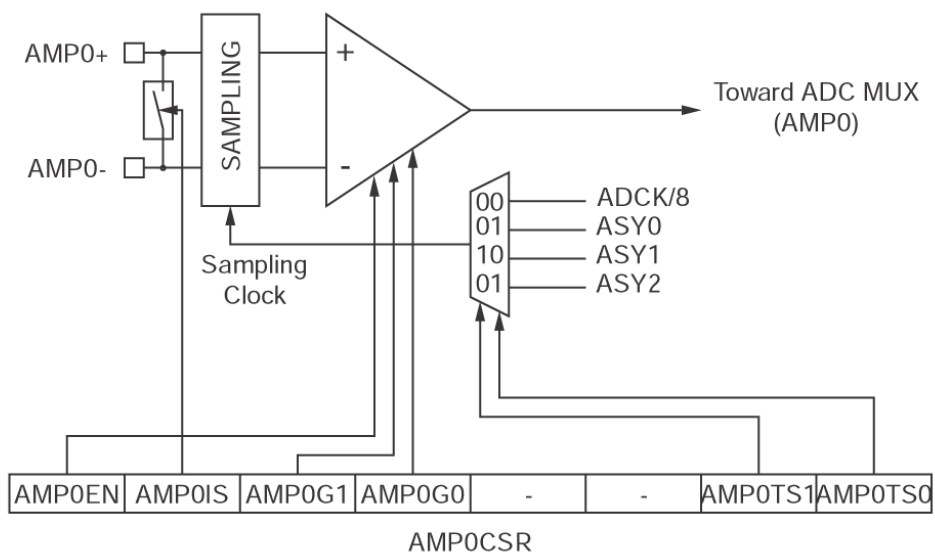 AMP0+
SAMPLING
+
Toward ADC MUX
(AMP0)
AMP0-
-
00
ADCK/8
01
ASY0
10
ASY1
01
ASY2
Sampling
Clock
AMP0EN
AMP0IS
AMP0G1
AMP0G0
-
-
AMP0TS1
AMP0TS0
AMP0CSR